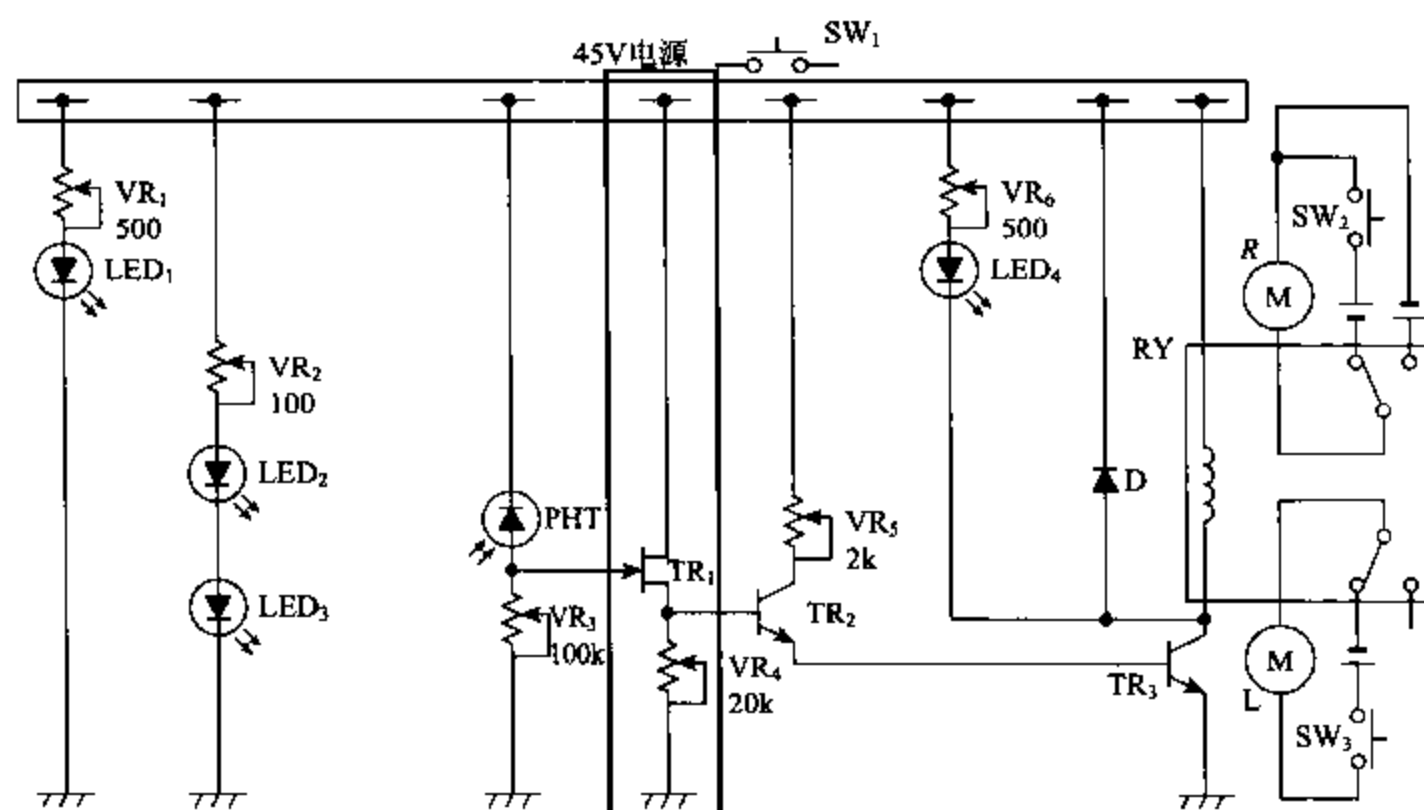 45V电源
SW₁
VR₁
500
LED₁
VR₂
100
LED₂
LED₃
PHT
VR₃
100k
TR₁
VR₄
20k
VR₅
2k
TR₂
VR₆
500
LED₄
D
TR₃
RY
R
M
SW₂
M
L
SW₃